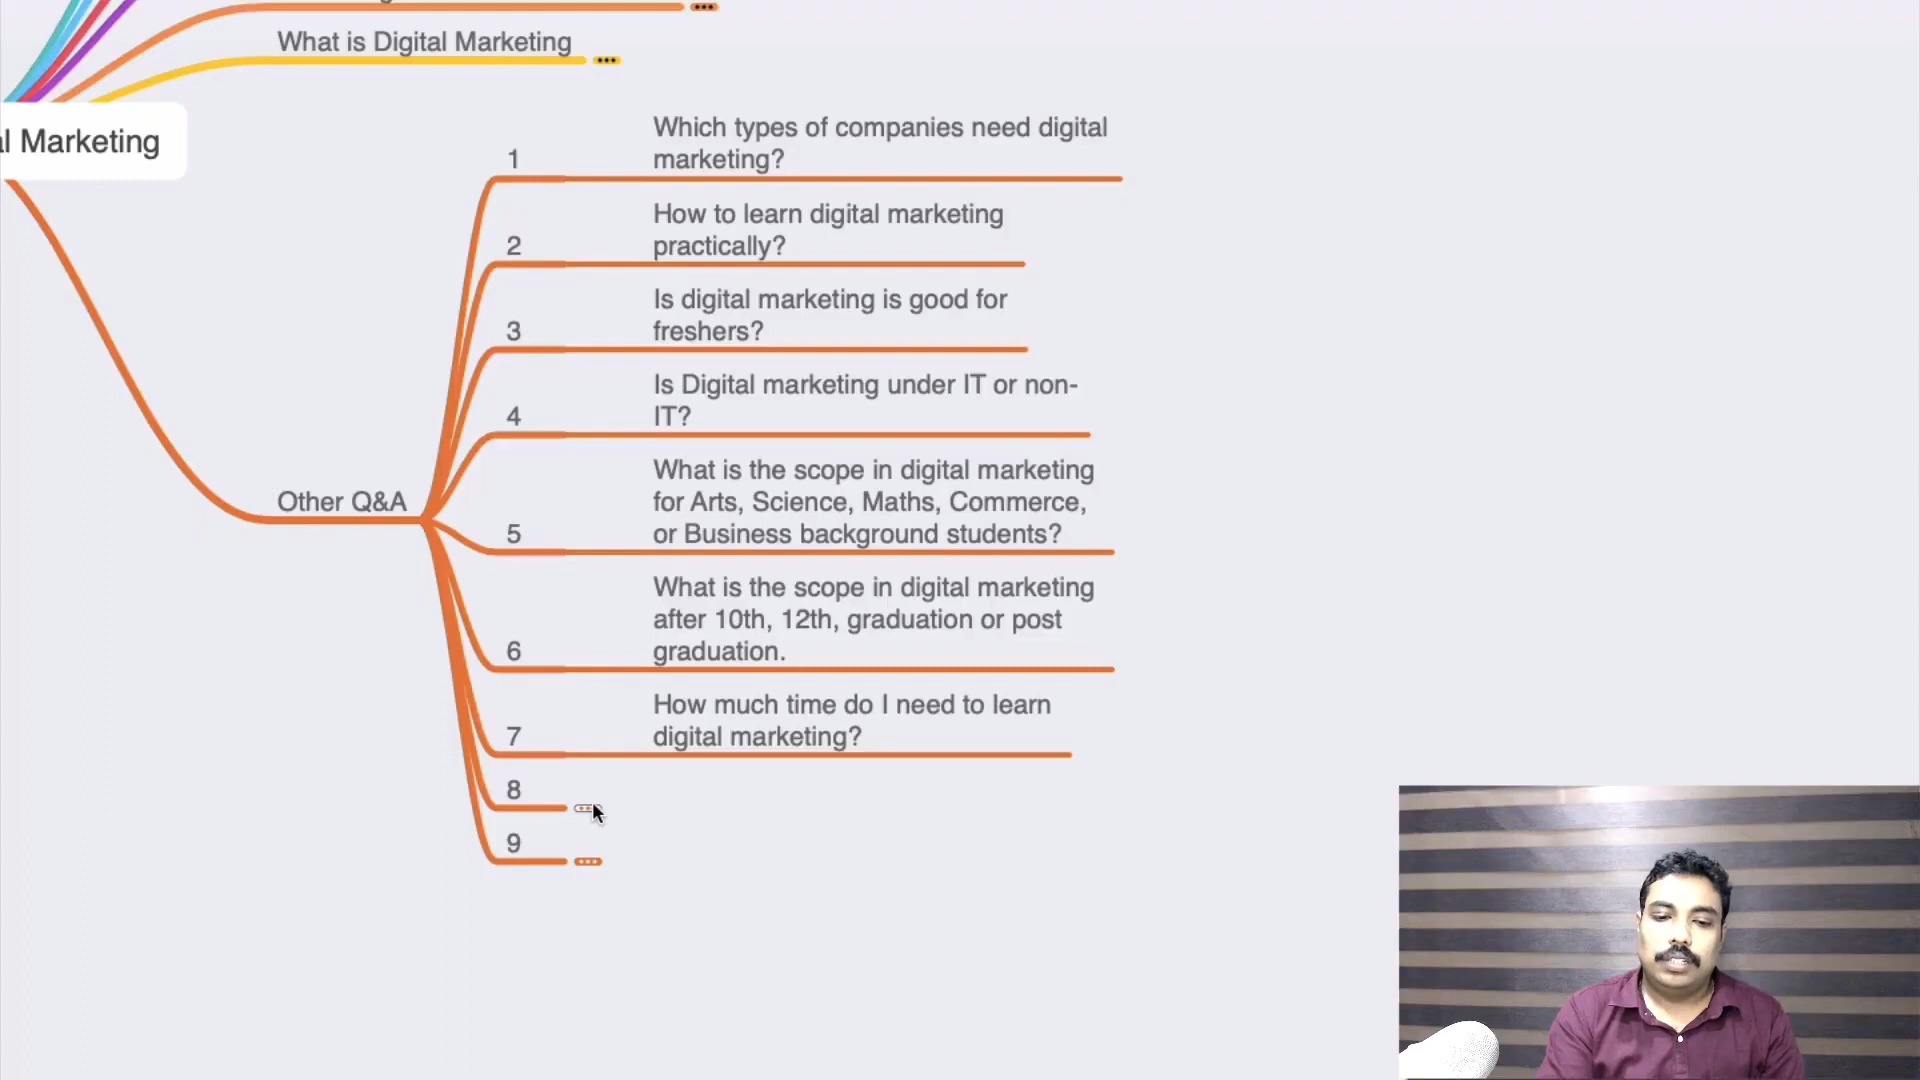 What is Digital Marketing
Marketing
Which types of companies need digital
marketing?
1
How to learn digital marketing
practically?
2
Is digital marketing is good for
freshers?
3
Is Digital marketing under IT or non-
IT?
4
What is the scope in digital marketing
for Arts, Science, Maths, Commerce,
or Business background students?
5
Other Q&A
What is the scope in digital marketing
after 10th, 12th, graduation or post
graduation.
6
How much time do I need to learn
digital marketing?
7
8
9